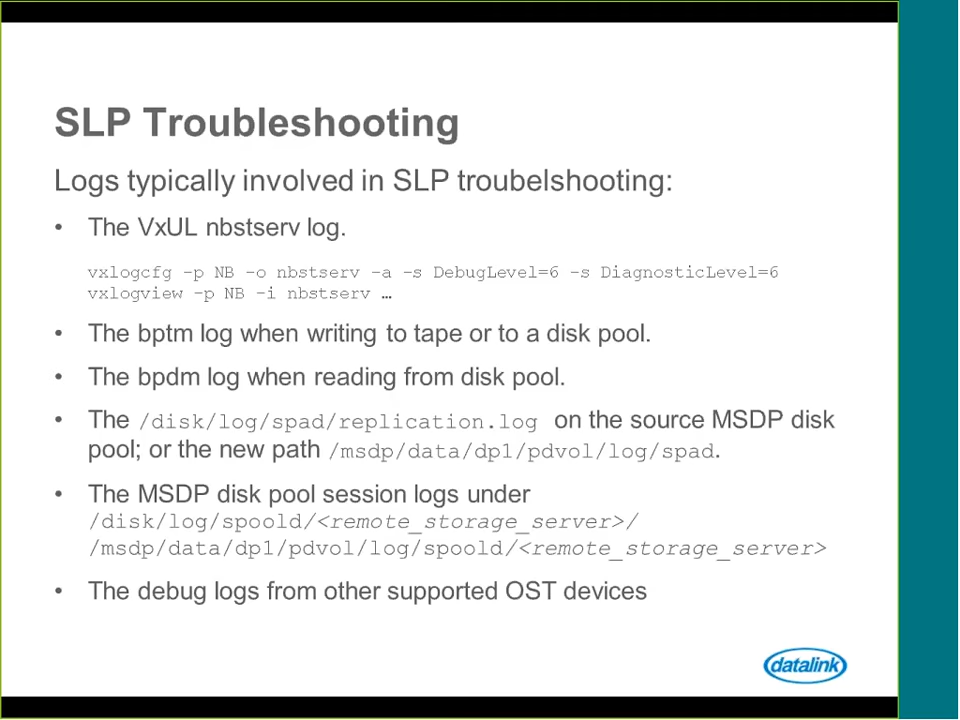 SLP Troubleshooting
Logs typically involved in SLP troubelshooting:
• The VxUL nbstserv log.
vxlogcfg –p NB –o nbstserv –a –s DebugLevel=6 –s DiagnosticLevel=6
vxlogview –p NB –i nbstserv …
• The bptm log when writing to tape or to a disk pool.
• The bpdm log when reading from disk pool.
• The /disk/log/spad/replication.log on the source MSDP disk
pool; or the new path /msdp/data/dp1/pdvol/log/spad.
• The MSDP disk pool session logs under
/disk/log/spoold/<remote_storage_server>/
/msdp/data/dp1/pdvol/log/spoold/<remote_storage_server>
• The debug logs from other supported OST devices
datalink